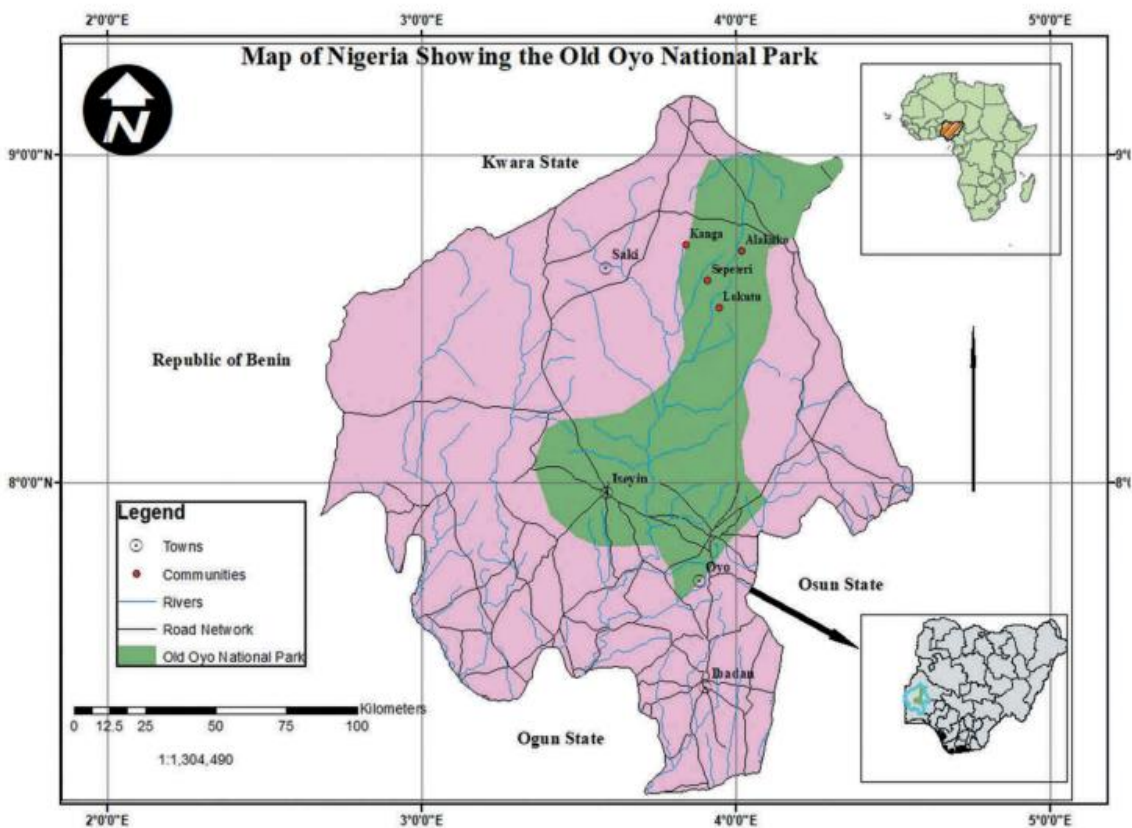 2°0'0"E 3°0'0"E 4°0'0"E 5°0'0"E
Map of Nigeria Showing the Old Oyo National Park
N
9°0'0"N
Kwara State
Kanga
Saki
Sepeteri
Lokutu
Republic of Benin
8°0'0"N
Iseyin
Legend
Towns
Communities
Rivers
Road Network
Old Oyo National Park
Oyo
Osun State
Ibadan
Kilometers
0 12.5 25 50 75 100
Ogun State
1:1,304,490
2°0'0"E 3°0'0"E 4°0'0"E 5°0'0"E